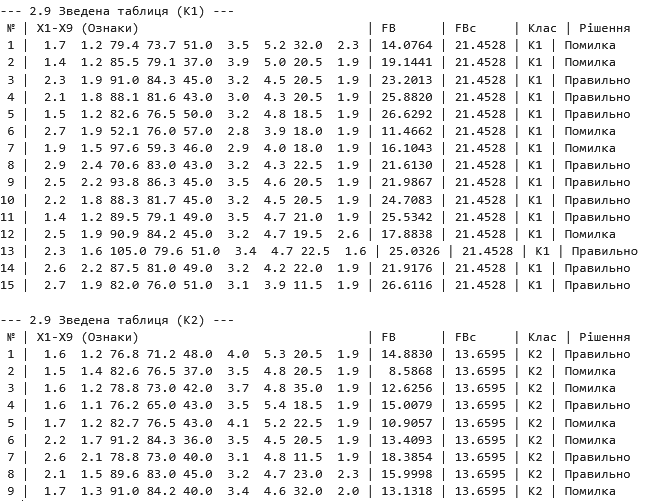 --- 2.9 Зведена таблиця (K1) ---
№ | X1-X9 (Ознаки) | FB | FBc | Клас | Рішення
1 | 1.7 1.2 79.4 73.7 51.0 3.5 5.2 32.0 2.3 | 14.0764 | 21.4528 | K1 | Помилка
2 | 1.4 1.2 85.5 79.1 37.0 3.9 5.0 20.5 1.9 | 19.1441 | 21.4528 | K1 | Помилка
3 | 2.3 1.9 91.0 84.3 45.0 3.2 4.5 20.5 1.9 | 23.2013 | 21.4528 | K1 | Правильно
4 | 2.1 1.8 88.1 81.6 43.0 3.0 4.3 20.5 1.9 | 25.8820 | 21.4528 | K1 | Правильно
5 | 1.5 1.2 82.6 76.5 50.0 3.2 4.8 18.5 1.9 | 26.6292 | 21.4528 | K1 | Правильно
6 | 2.7 1.9 52.1 76.0 57.0 2.8 3.9 18.0 1.9 | 11.4662 | 21.4528 | K1 | Помилка
7 | 1.9 1.5 97.6 59.3 46.0 2.9 4.0 18.0 1.9 | 16.1043 | 21.4528 | K1 | Помилка
8 | 2.9 2.4 70.6 83.0 43.0 3.2 4.3 22.5 1.9 | 21.6130 | 21.4528 | K1 | Правильно
9 | 2.5 2.2 93.8 86.3 45.0 3.5 4.6 20.5 1.9 | 21.9867 | 21.4528 | K1 | Правильно
10 | 2.2 1.8 88.3 81.7 45.0 3.2 4.5 20.5 1.9 | 24.7083 | 21.4528 | K1 | Правильно
11 | 1.4 1.2 89.5 79.1 49.0 3.5 4.7 21.0 1.9 | 25.5342 | 21.4528 | K1 | Правильно
12 | 2.5 1.9 90.9 84.2 45.0 3.2 4.7 19.5 2.6 | 17.8838 | 21.4528 | K1 | Помилка
13 | 2.3 1.6 105.0 79.6 51.0 3.4 4.7 22.5 1.6 | 25.0326 | 21.4528 | K1 | Правильно
14 | 2.6 2.2 87.5 81.0 49.0 3.2 4.2 22.0 1.9 | 21.9176 | 21.4528 | K1 | Правильно
15 | 2.7 1.9 82.0 76.0 51.0 3.1 3.9 11.5 1.9 | 26.6116 | 21.4528 | K1 | Правильно
--- 2.9 Зведена таблиця (K2) ---
№ | X1-X9 (Ознаки) | FB | FBc | Клас | Рішення
1 | 1.6 1.2 76.8 71.2 48.0 4.0 5.3 20.5 1.9 | 14.8830 | 13.6595 | K2 | Правильно
2 | 1.5 1.4 82.6 76.5 37.0 3.5 4.8 20.5 1.9 | 8.5868 | 13.6595 | K2 | Помилка
3 | 1.6 1.2 78.8 73.0 42.0 3.7 4.8 35.0 1.9 | 12.6256 | 13.6595 | K2 | Помилка
4 | 1.6 1.1 76.2 65.0 43.0 3.5 5.4 18.5 1.9 | 15.0079 | 13.6595 | K2 | Правильно
5 | 1.7 1.2 82.7 76.5 43.0 4.1 5.2 22.5 1.9 | 10.9057 | 13.6595 | K2 | Помилка
6 | 2.2 1.7 91.2 84.3 36.0 3.5 4.5 20.5 1.9 | 13.4093 | 13.6595 | K2 | Помилка
7 | 2.6 2.1 78.8 73.0 40.0 3.1 4.8 11.5 1.9 | 18.3854 | 13.6595 | K2 | Правильно
8 | 2.1 1.5 89.6 83.0 45.0 3.2 4.7 23.0 2.3 | 15.9998 | 13.6595 | K2 | Правильно
9 | 1.7 1.3 91.0 84.2 40.0 3.4 4.6 32.0 2.0 | 13.1318 | 13.6595 | K2 | Помилка